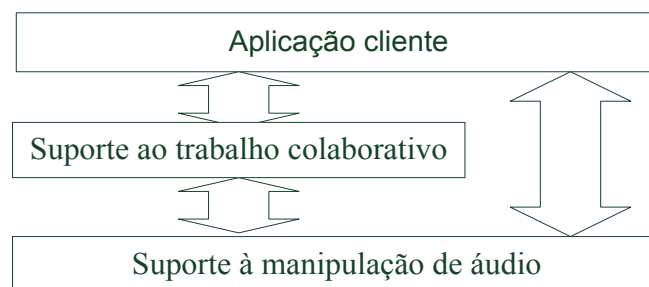 Aplicação cliente
Suporte ao trabalho colaborativo
Suporte à manipulação de áudio